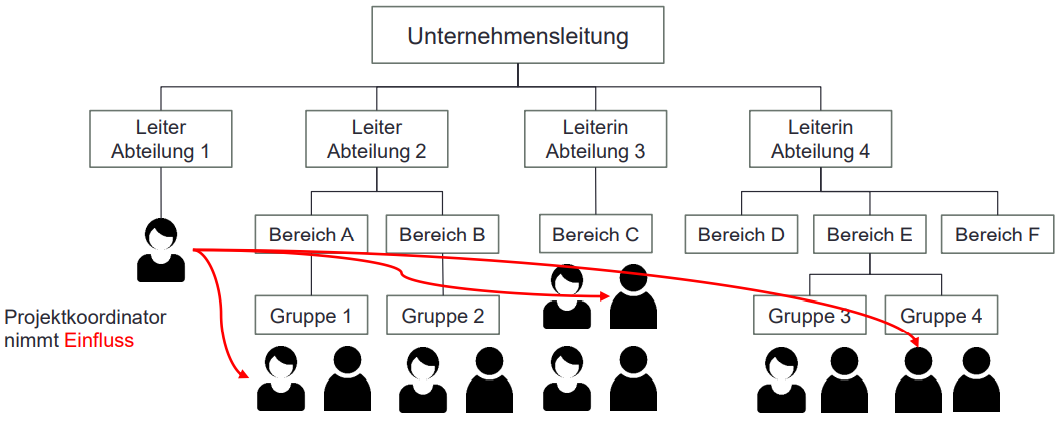 Unternehmensleitung
Leiter
Abteilung 1
Leiter
Abteilung 2
Leiterin
Abteilung 3
Leiterin
Abteilung 4
Bereich A
Bereich B
Bereich C
Bereich D
Bereich E
Bereich F
Projektkoordinator
nimmt Einfluss
Gruppe 1
Gruppe 2
Gruppe 3
Gruppe 4